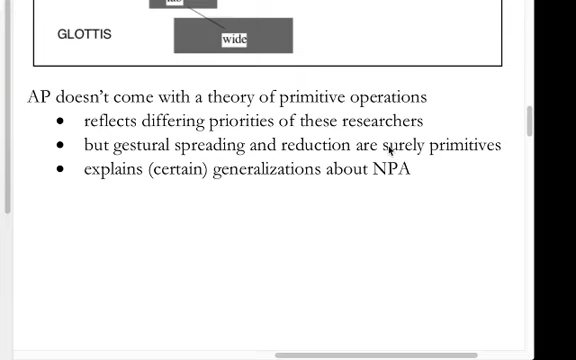 lab
GLOTTIS
wide
AP doesn’t come with a theory of primitive operations
• reflects differing priorities of these researchers
• but gestural spreading and reduction are surely primitives
• explains (certain) generalizations about NPA